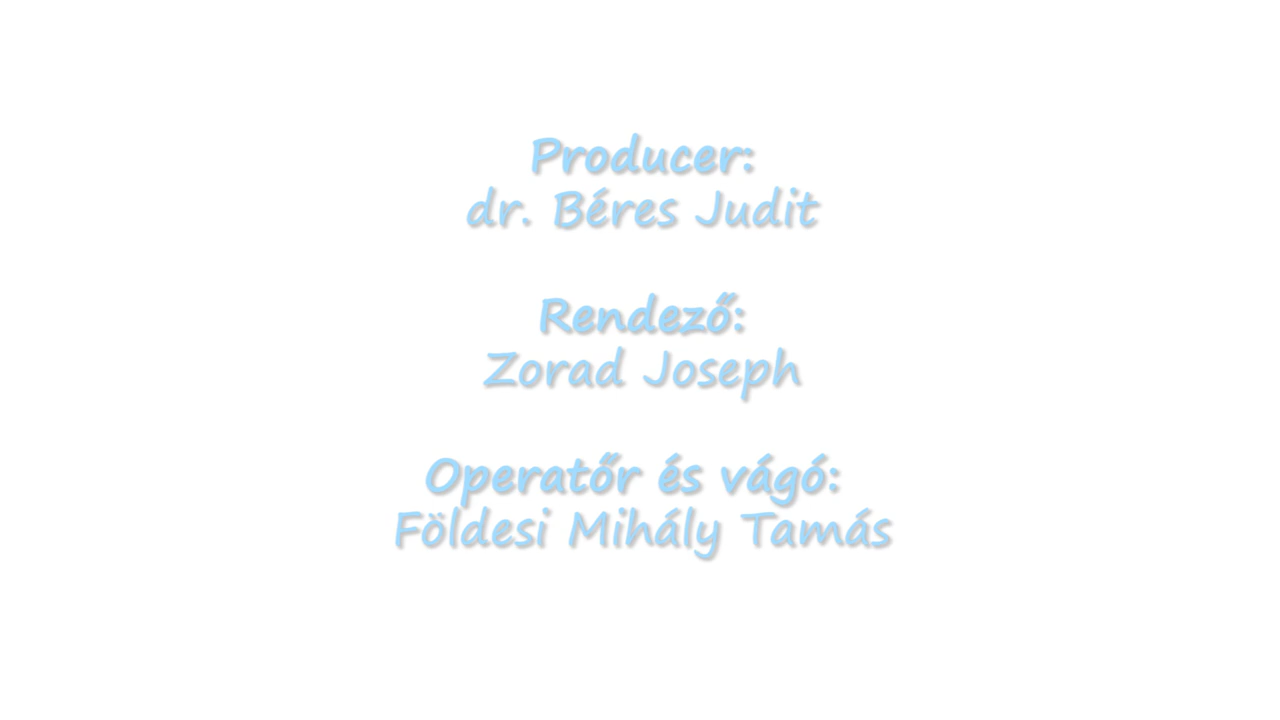 Producer:
dr. Béres Judit
Rendező:
Zorad Joseph
Operatőr és vágó:
Földesi Mihály Tamás